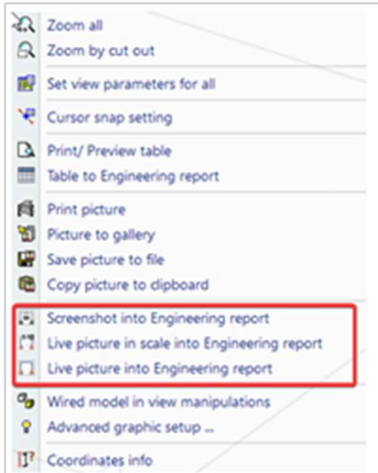 Zoom all
Zoom by cut out
Set view parameters for all
Cursor snap setting
Print/ Preview table
Table to Engineering report
Print picture
Picture to gallery
Save picture to file
Copy picture to clipboard
Screenshot into Engineering report
Live picture in scale into Engineering report
Live picture into Engineering report
Wired model in view manipulations
Advanced graphic setup ...
Coordinates info